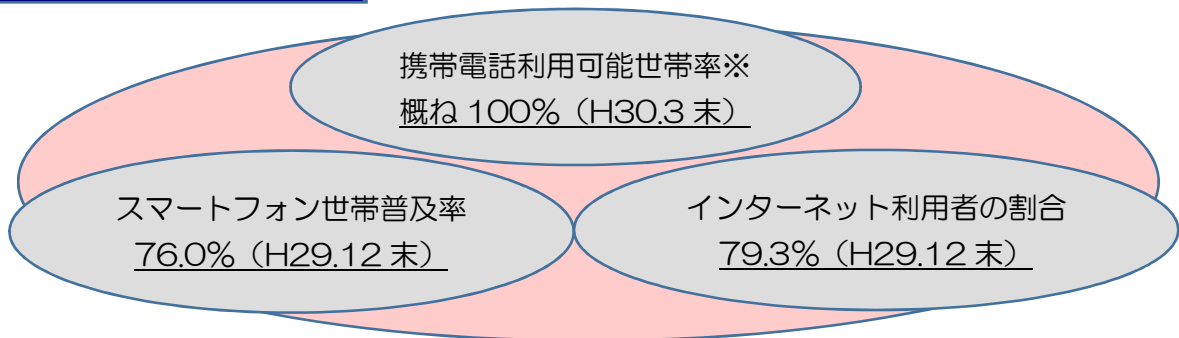 携帯電話利用可能世帯率※
概ね 100%（H30.3 末）
スマートフォン世帯普及率
76.0%（H29.12 末）
インターネット利用者の割合
79.3%（H29.12 末）